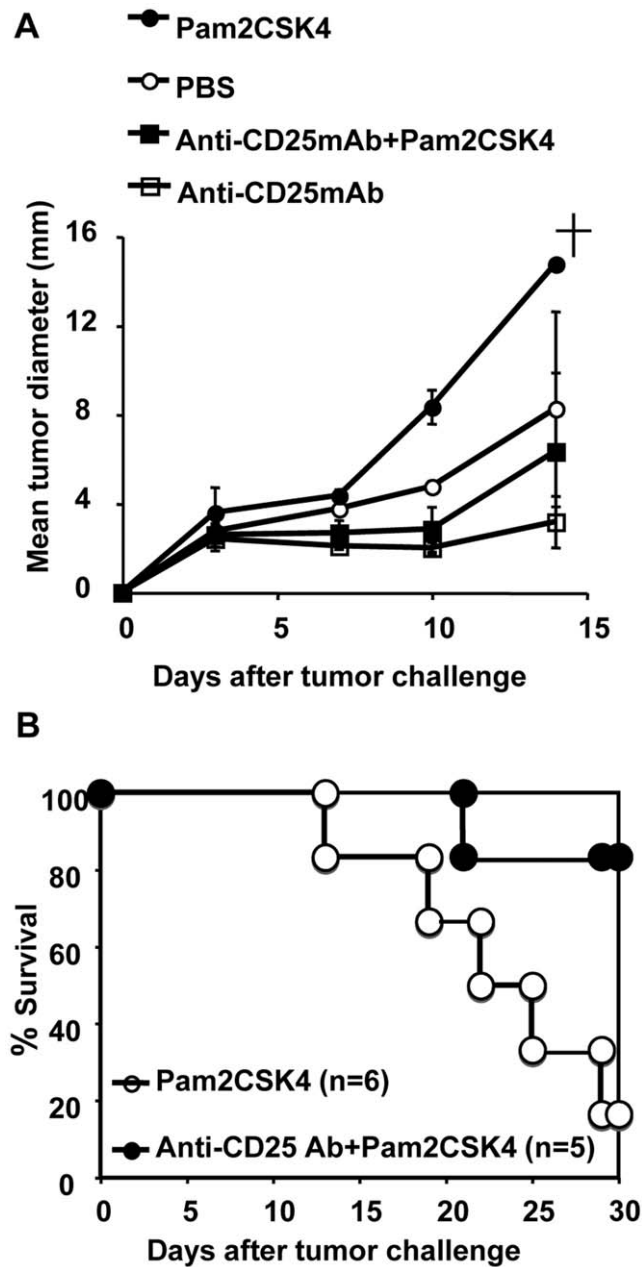 A
Pam2CSK4
PBS
Anti-CD25mAb+Pam2CSK4
Anti-CD25mAb
Mean tumor diameter (mm)
16
12
8
4
0
0 5 10 15
Days after tumor challenge
B
% Survival
100
80
60
40
20
0
Pam2CSK4 (n=6)
Anti-CD25 Ab+Pam2CSK4 (n=5)
0 5 10 15 20 25 30
Days after tumor challenge